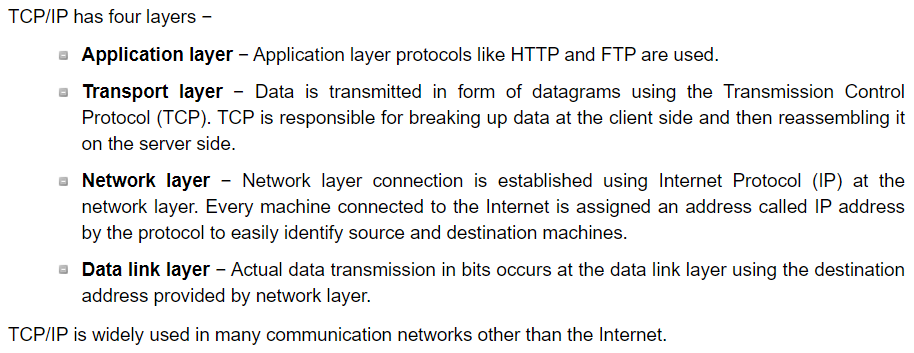 TCP/IP has four layers −
Application layer − Application layer protocols like HTTP and FTP are used.
Transport layer − Data is transmitted in form of datagrams using the Transmission Control
Protocol (TCP). TCP is responsible for breaking up data at the client side and then reassembling it
on the server side.
Network layer − Network layer connection is established using Internet Protocol (IP) at the
network layer. Every machine connected to the Internet is assigned an address called IP address
by the protocol to easily identify source and destination machines.
Data link layer − Actual data transmission in bits occurs at the data link layer using the destination
address provided by network layer.
TCP/IP is widely used in many communication networks other than the Internet.